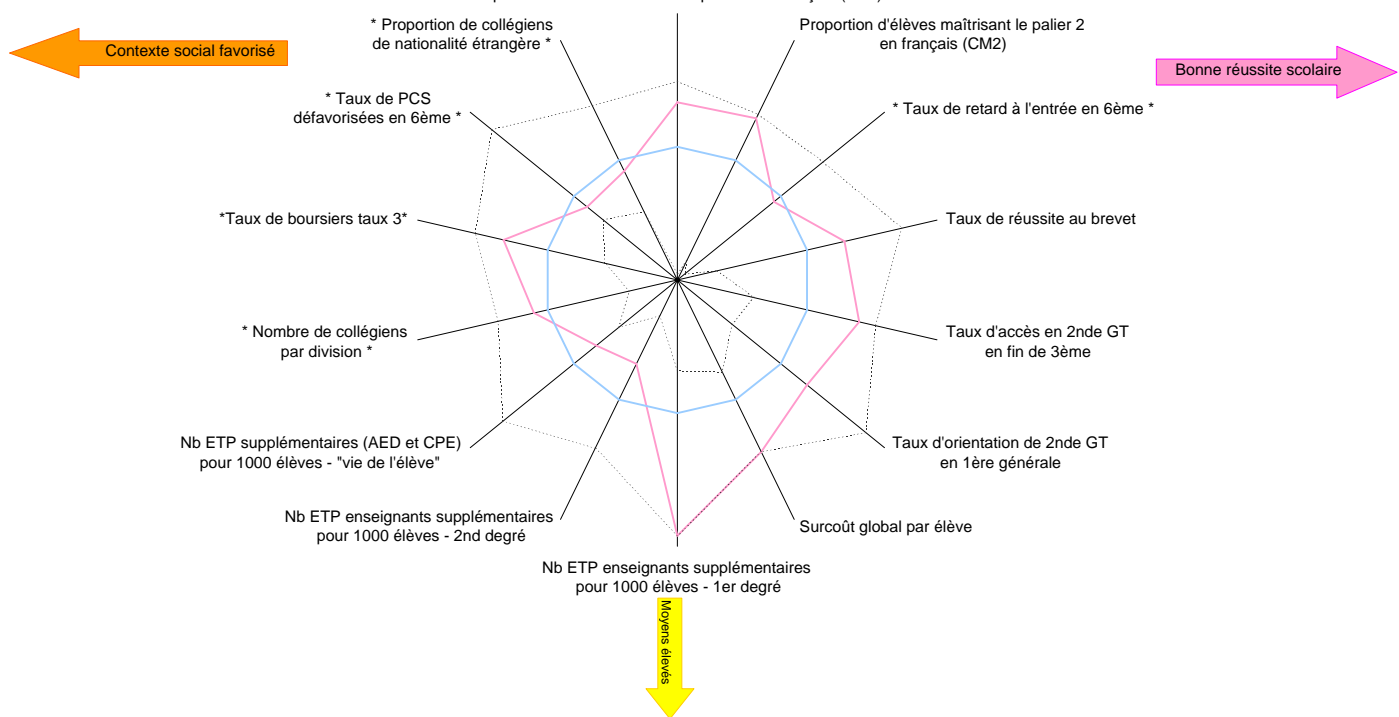 * Proportion de collégiens
de nationalité étrangère *
Proportion d'élèves maîtrisant le palier 2
en français (CM2)
Contexte social favorisé
Bonne réussite scolaire
* Taux de PCS
défavorisées en 6ème *
* Taux de retard à l'entrée en 6ème *
*Taux de boursiers taux 3*
Taux de réussite au brevet
* Nombre de collégiens
par division *
Taux d'accès en 2nde GT
en fin de 3ème
Nb ETP supplémentaires (AED et CPE)
pour 1000 élèves - "vie de l'élève"
Taux d'orientation de 2nde GT
en 1ère générale
Nb ETP enseignants supplémentaires
pour 1000 élèves - 2nd degré
Surcoût global par élève
Nb ETP enseignants supplémentaires
pour 1000 élèves - 1er degré
Moyens élevés